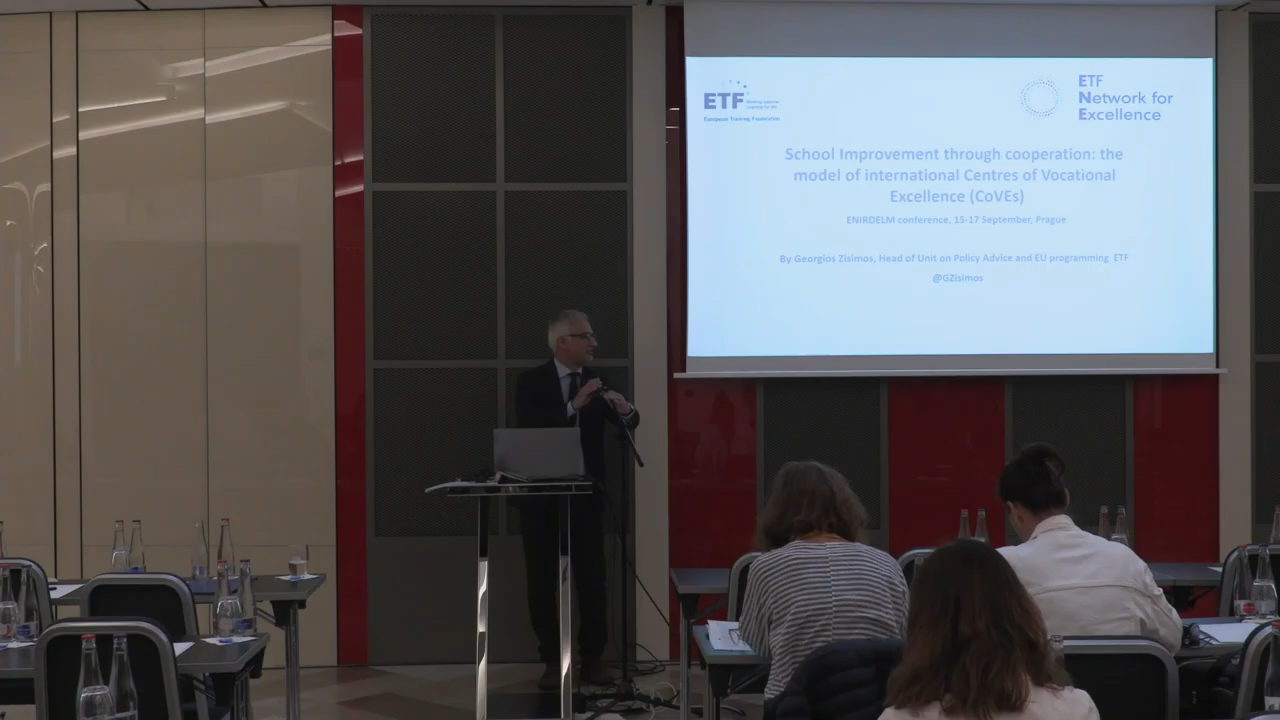 ETF
European Training Foundation
ETF
Network for
Excellence
School Improvement through cooperation: the
model of international Centres of Vocational
Excellence (CoVEs)
ENIRDELM conference, 15-17 September, Prague
By Georgios Zisimos, Head of Unit on Policy Advice and EU programming ETF
@GZisimos